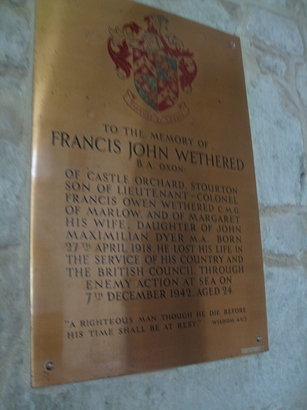 TO THE MEMORY OF
FRANCIS JOHN WETHERED
B.A. OXON.
OF CASTLE ORCHARD, STOURTON
SON OF LIEUTENANT-COLONEL
FRANCIS OWEN WETHERED C.M.G.
OF MARLOW, AND OF MARGARET
HIS WIFE, DAUGHTER OF JOHN
MAXIMILIAN DYER M.A. BORN
27TH APRIL 1918, HE LOST HIS LIFE IN
THE SERVICE OF HIS COUNTRY AND
THE BRITISH COUNCIL THROUGH
ENEMY ACTION AT SEA ON
7TH DECEMBER 1942, AGED 24.
"A RIGHTEOUS MAN THOUGH HE DIE BEFORE
HIS TIME SHALL BE AT REST." WISDOM